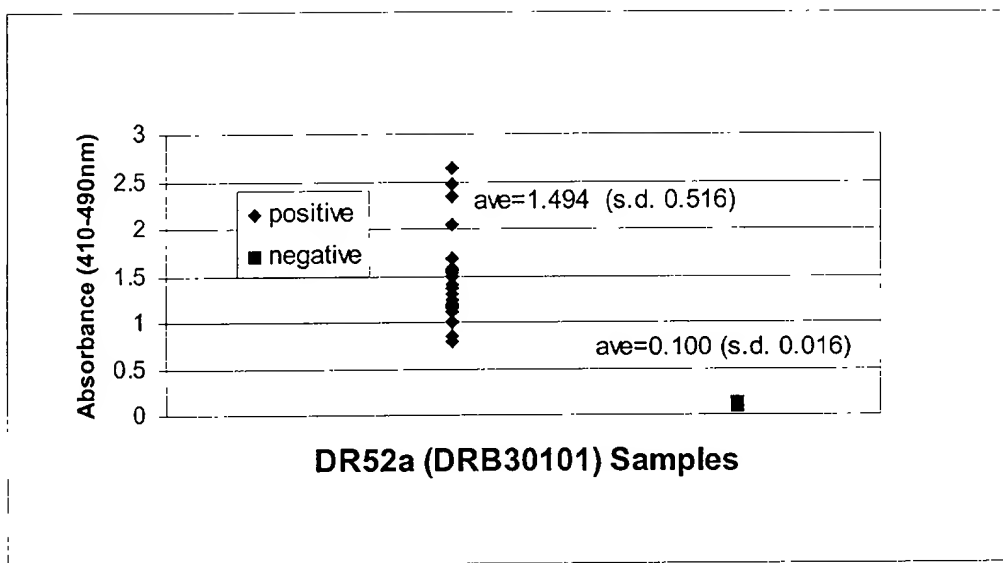 Absorbance (410-490nm)
3
2.5
2
1.5
1
0.5
0
positive
negative
ave=1.494 (s.d. 0.516)
ave=0.100 (s.d. 0.016)
DR52a (DRB30101) Samples